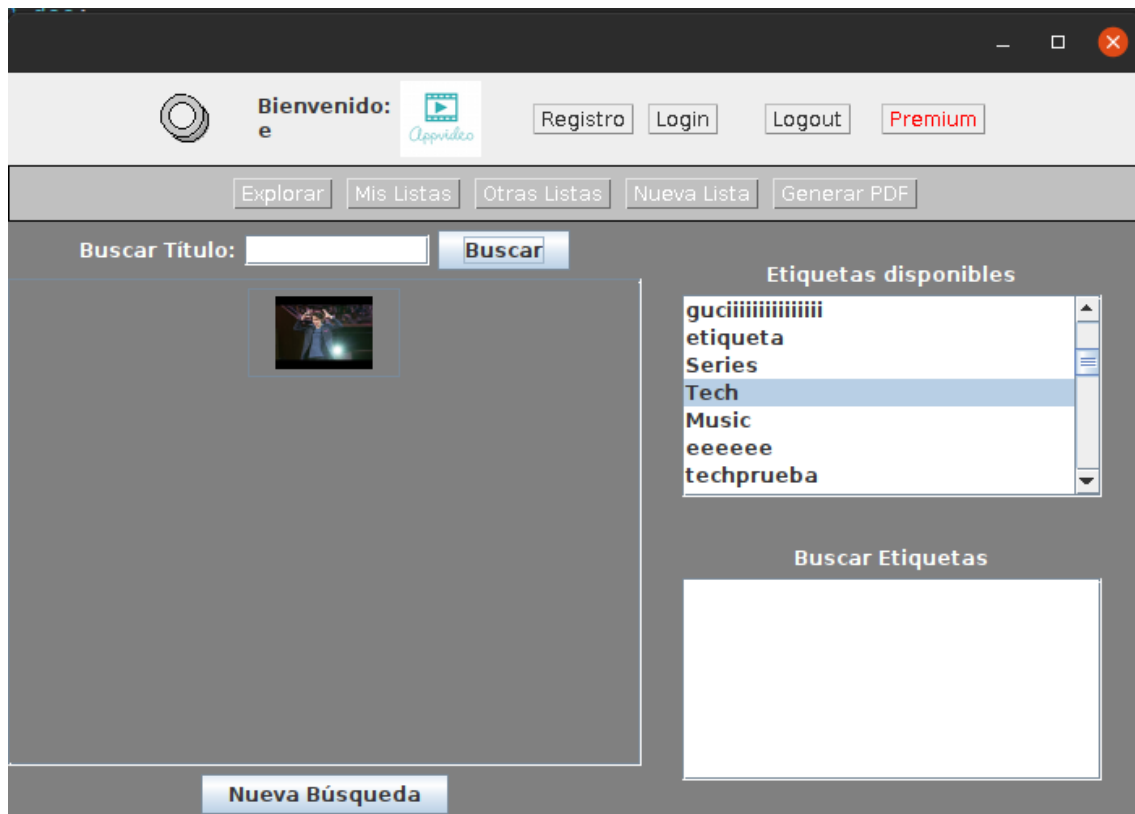 Bienvenido:
e
Appvideo
Registro Login Logout Premium
Explorar Mis Listas Otras Listas Nueva Lista Generar PDF
Buscar Título: Buscar
Etiquetas disponibles
guciiiiiiiiiiiiiii
etiqueta
Series
Tech
Music
eeeeee
techprueba
Buscar Etiquetas
Nueva Búsqueda